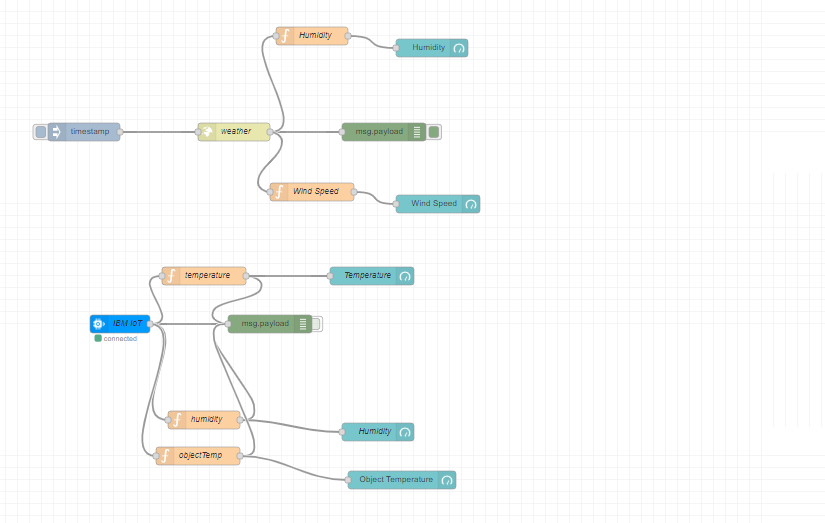 Humidity
Humidity
timestamp
weather
msg.payload
Wind Speed
Wind Speed
temperature
Temperature
IBM IoT
msg.payload
connected
humidity
Humidity
objectTemp
Object Temperature